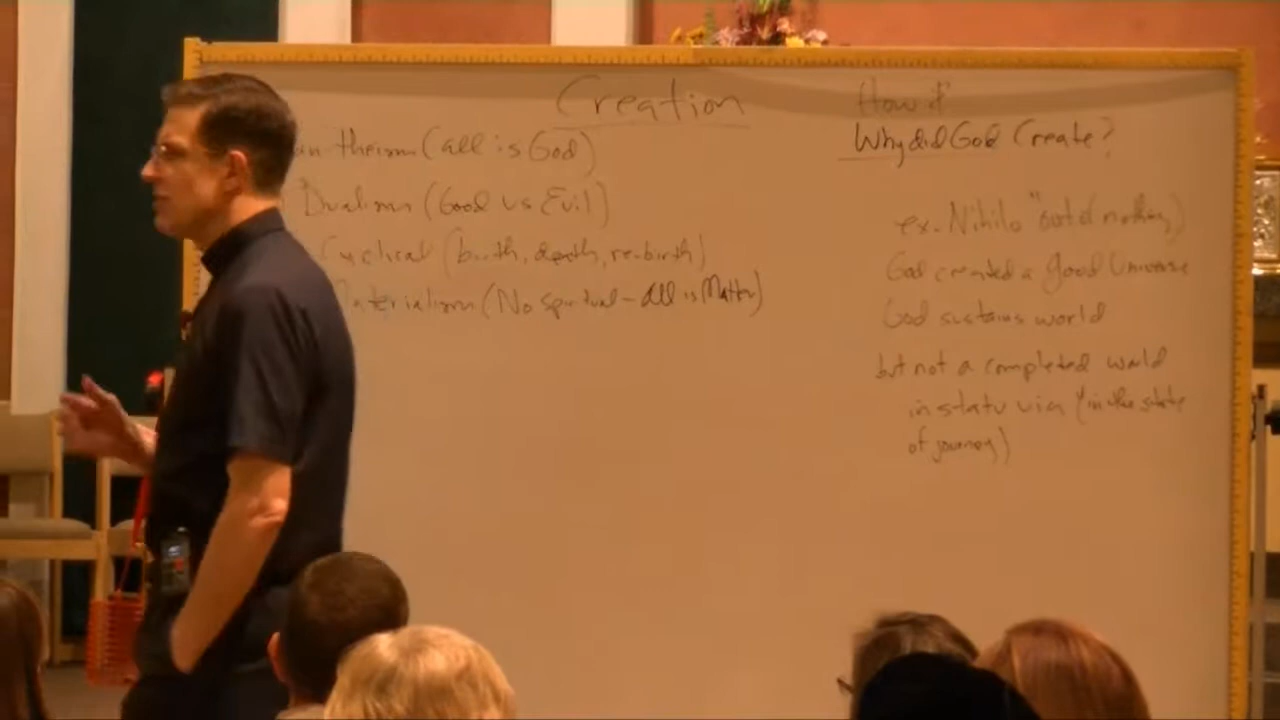 Creation
an theism (all is God)
Dualism (Good vs Evil)
Cyclical (birth, death, re-birth)
Materialism (No spiritual - all is Matter)
How &
Why did God Create?
ex. Nihilo "out of nothing)
God created a good Universe
God sustains world
but not a completed world
in statu via (in the state
of journey)